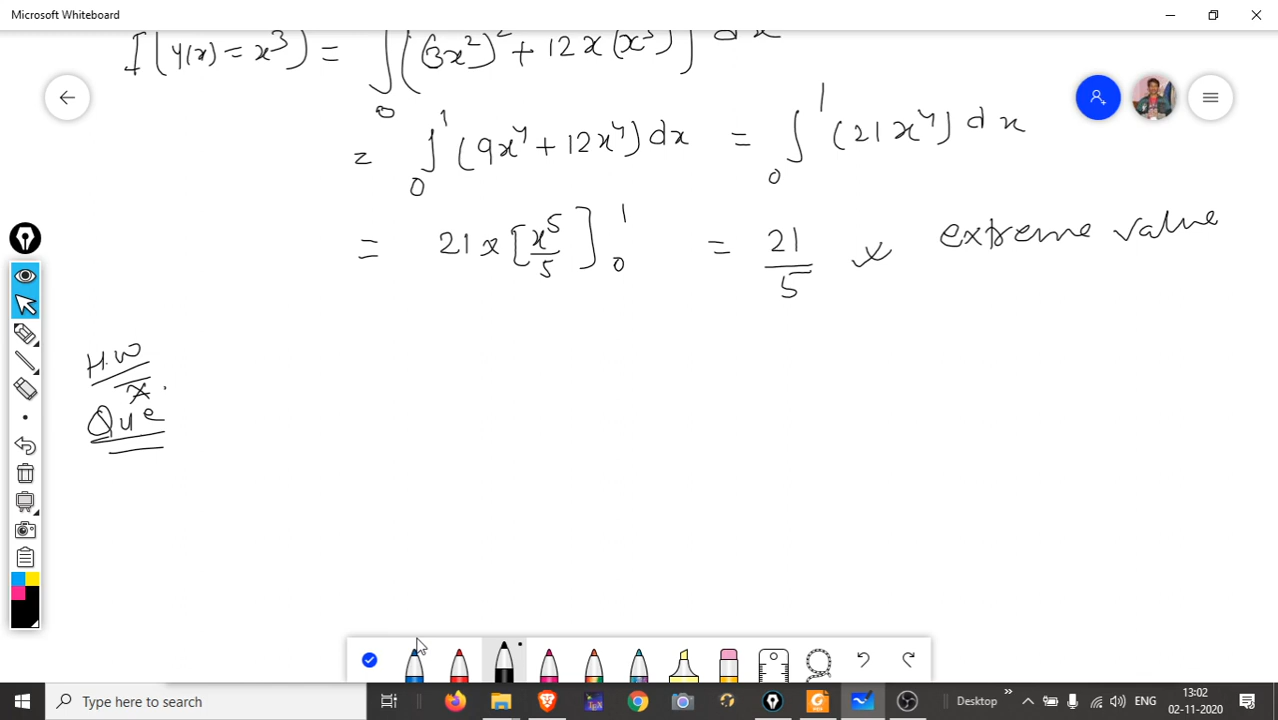 Microsoft Whiteboard
I(y(x) = x³) = ∫₀ ((3x²)² + 12x(x³)) dx
= ∫₀¹ (9x⁴ + 12x⁴) dx = ∫₀¹ (21x⁴) dx
= 21 x [x⁵/5]₀¹ = 21/5 extreme value
H.W
Que
Type here to search
Desktop
ENG
13:02
02-11-2020